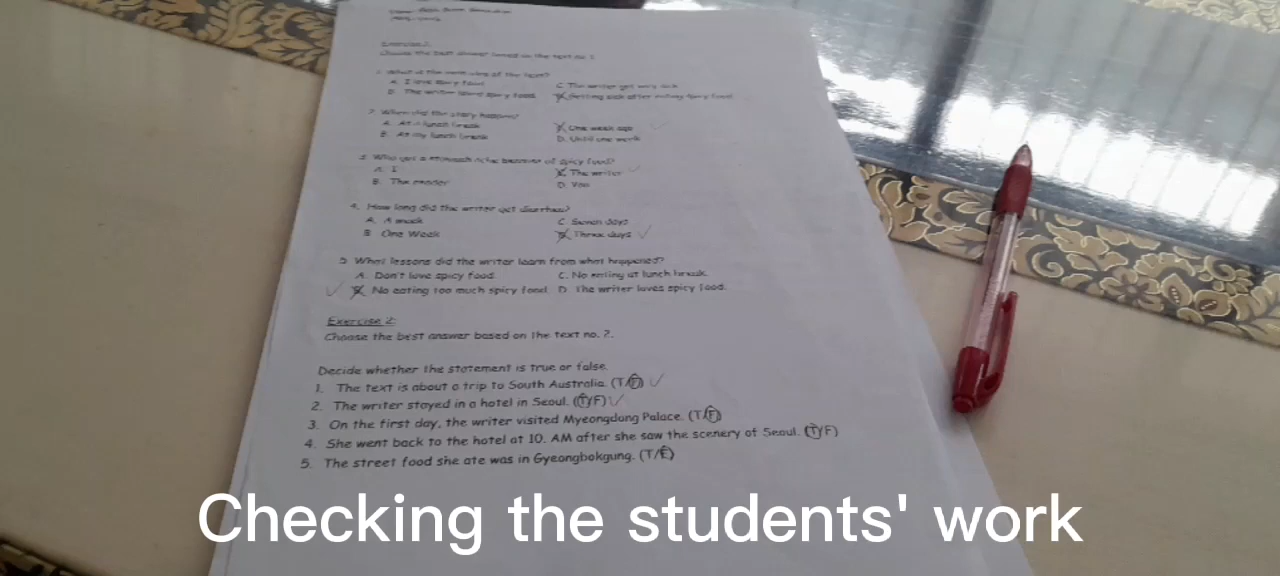 Exercise 1
Choose the best answer based on the text no. 1
1. What is the main idea of the text?
A. I love spicy food C. The writer got very sick
B. The writer loved spicy food D. Getting sick after eating spicy food
2. When did the story happen?
A. At a lunch break C. One week ago
B. At my lunch break D. Until one week
3. Who got a stomach ache because of spicy food?
A. I C. The writer
B. The reader D. You
4. How long did the writer get diarrhea?
A. A week C. Seven days
B. One Week D. Three days
5. What lessons did the writer learn from what happened?
A. Don't love spicy food. C. No eating at lunch break.
B. No eating too much spicy food. D. The writer loves spicy food.
Exercise 2
Choose the best answer based on the text no. 2.
Decide whether the statement is true or false.
1. The text is about a trip to South Australia. (T/F)
2. The writer stayed in a hotel in Seoul. (T/F)
3. On the first day, the writer visited Myeongdong Palace. (T/F)
4. She went back to the hotel at 10. AM after she saw the scenery of Seoul. (T/F)
5. The street food she ate was in Gyeongbokgung. (T/F)
Checking the students' work